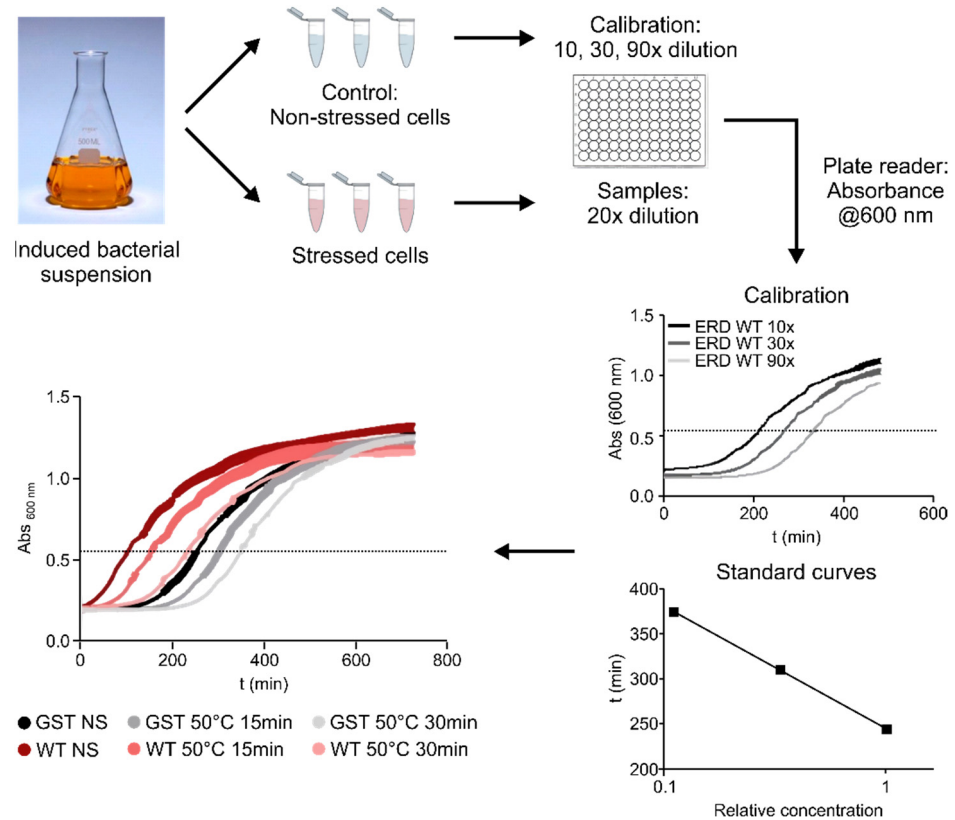 Induced bacterial
suspension
500 ML
Control:
Non-stressed cells
Stressed cells
Calibration:
10, 30, 90x dilution
Samples:
20x dilution
Plate reader:
Absorbance
@600 nm
Calibration
ERD WT 10x
ERD WT 30x
ERD WT 90x
Abs (600 nm)
1.5
1.0
0.5
0.0
0
200
400
600
t (min)
Standard curves
t (min)
400
350
300
250
200
0.1
1
Relative concentration
Abs 600 nm
1.5
1.0
0.5
0.0
0
200
400
600
800
t (min)
GST NS
GST 50°C 15min
GST 50°C 30min
WT NS
WT 50°C 15min
WT 50°C 30min